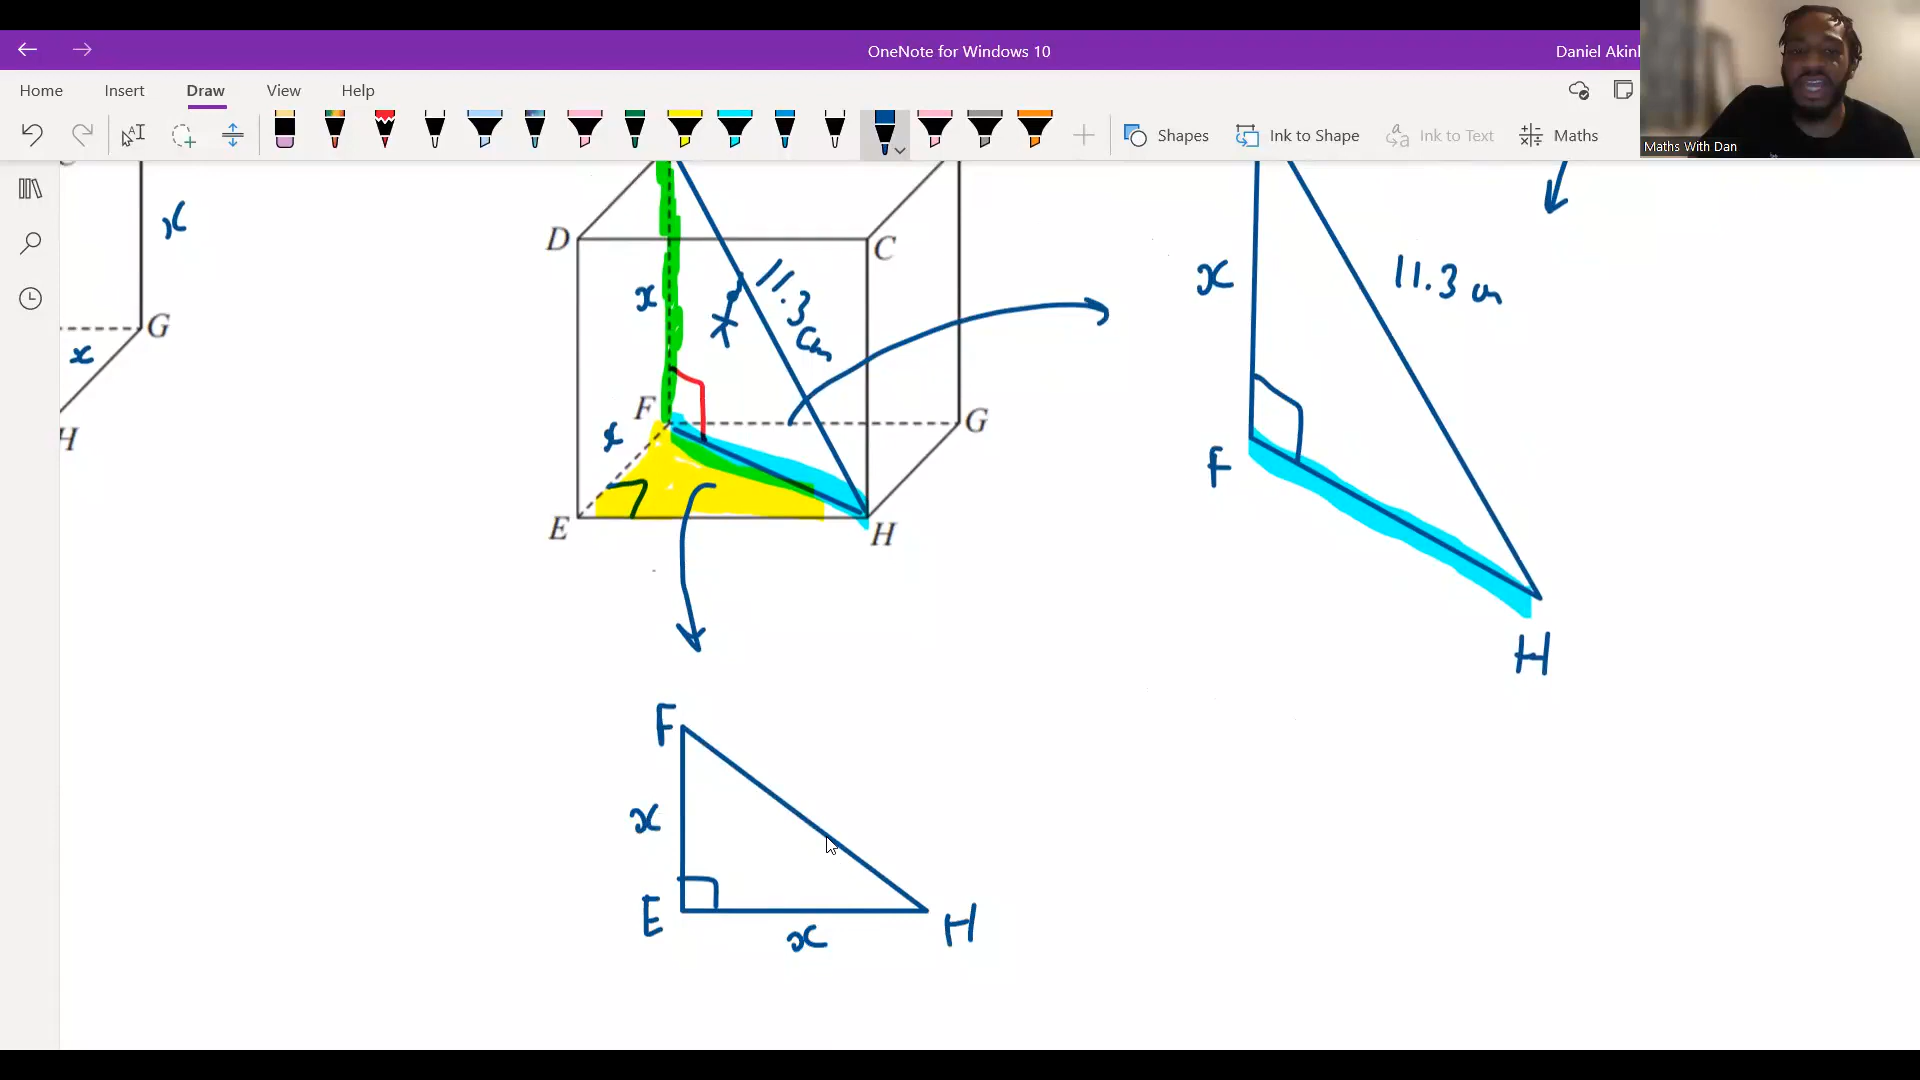 OneNote for Windows 10
Daniel Akinl
Home
Insert
Draw
View
Help
Shapes
Ink to Shape
Ink to Text
Maths
Maths With Dan
x
G
x
H
D
C
x
11.3
cm
F
G
x
E
H
x
11.3 cm
F
H
F
x
E
x
H